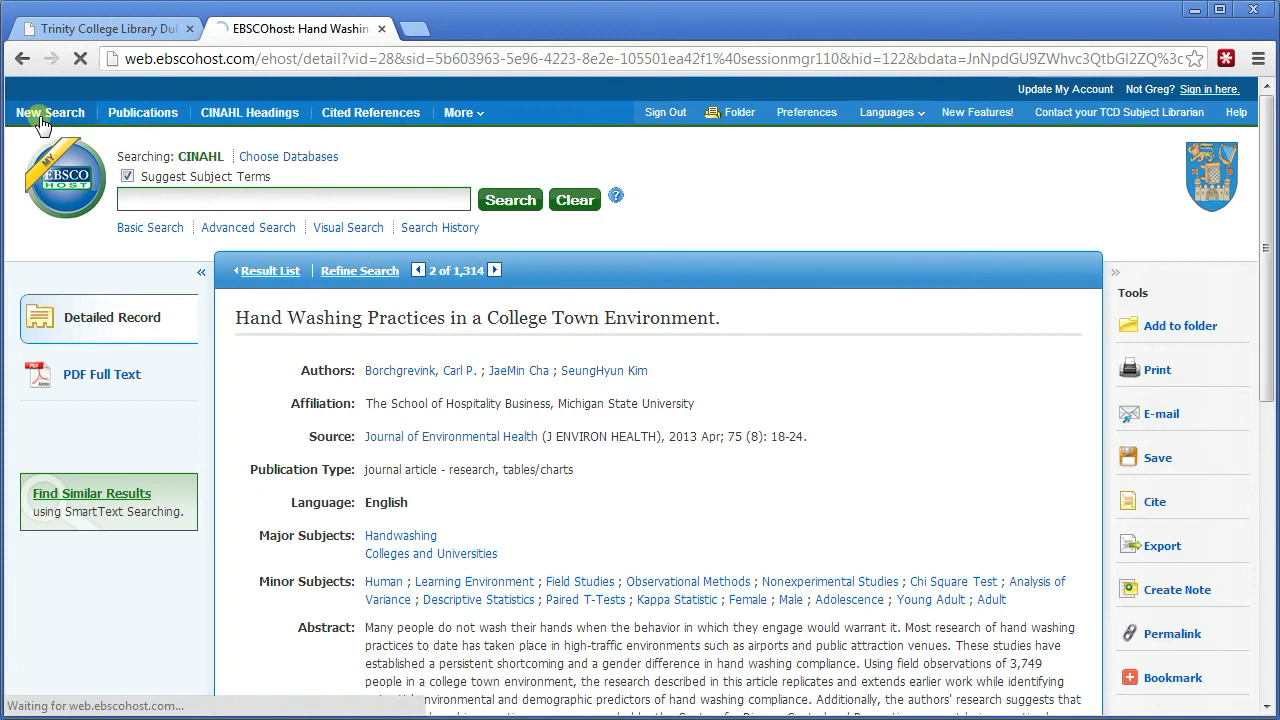 Trinity College Library Dul
EBSCOhost: Hand Washin
web.ebscohost.com/ehost/detail?vid=28&sid=5b603963-5e96-4223-8e2e-105501ea42f1%40sessionmgr110&hid=122&bdata=JnNpdGU9ZWhvc3QtbGl2ZQ%3c
Update My Account Not Greg? Sign in here.
New Search Publications CINAHL Headings Cited References More Sign Out Folder Preferences Languages New Features! Contact your TCD Subject Librarian Help
MY EBSCO HOST
Searching: CINAHL Choose Databases
Suggest Subject Terms
Search Clear ?
Basic Search Advanced Search Visual Search Search History
Result List Refine Search 2 of 1,314
Detailed Record
PDF Full Text
Find Similar Results
using SmartText Searching.
Hand Washing Practices in a College Town Environment.
Authors: Borchgrevink, Carl P. ; JaeMin Cha ; SeungHyun Kim
Affiliation: The School of Hospitality Business, Michigan State University
Source: Journal of Environmental Health (J ENVIRON HEALTH), 2013 Apr; 75 (8): 18-24.
Publication Type: journal article - research, tables/charts
Language: English
Major Subjects: Handwashing
Colleges and Universities
Minor Subjects: Human ; Learning Environment ; Field Studies ; Observational Methods ; Nonexperimental Studies ; Chi Square Test ; Analysis of
Variance ; Descriptive Statistics ; Paired T-Tests ; Kappa Statistic ; Female ; Male ; Adolescence ; Young Adult ; Adult
Abstract: Many people do not wash their hands when the behavior in which they engage would warrant it. Most research of hand washing
practices to date has taken place in high-traffic environments such as airports and public attraction venues. These studies have
established a persistent shortcoming and a gender difference in hand washing compliance. Using field observations of 3,749
people in a college town environment, the research described in this article replicates and extends earlier work while identifying
environmental and demographic predictors of hand washing compliance. Additionally, the authors' research suggests that
Tools
Add to folder
Print
E-mail
Save
Cite
Export
Create Note
Permalink
Bookmark
Waiting for web.ebscohost.com...